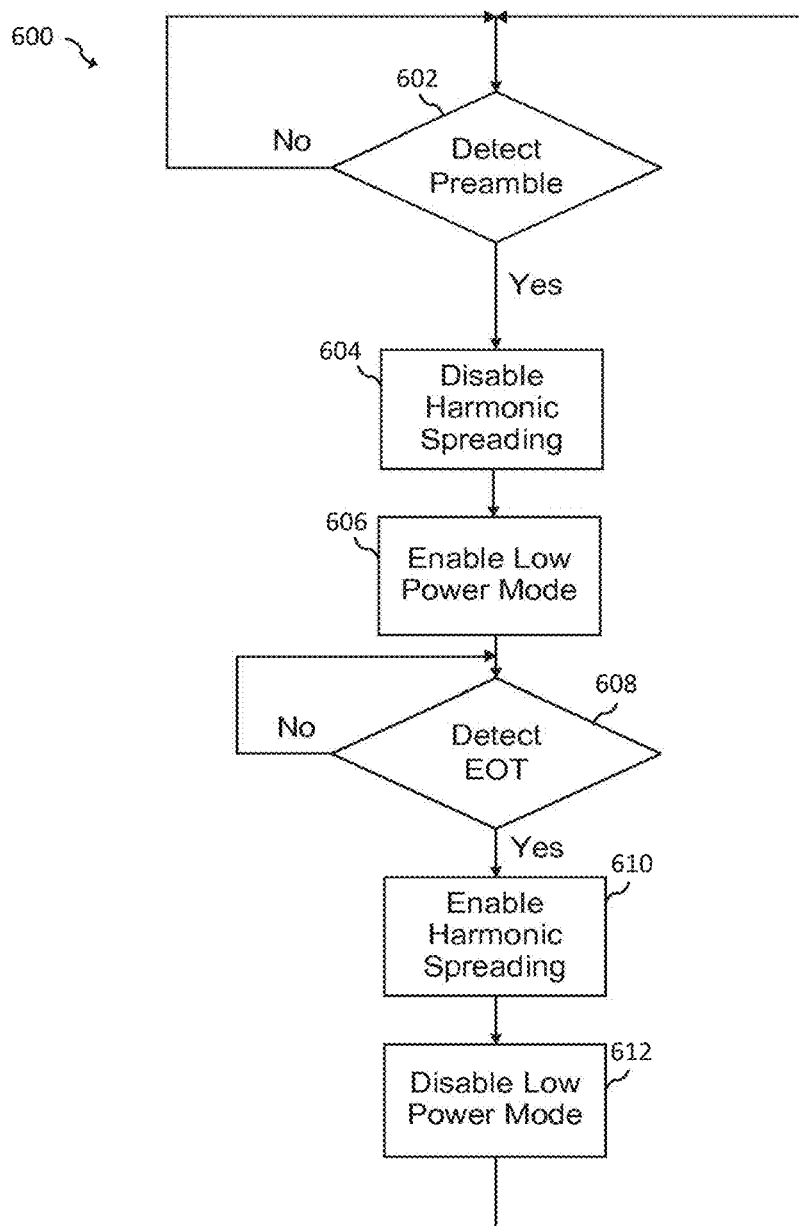 600
602
No
Detect
Preamble
Yes
604
Disable
Harmonic
Spreading
606
Enable Low
Power Mode
608
No
Detect
EOT
Yes
610
Enable
Harmonic
Spreading
612
Disable Low
Power Mode